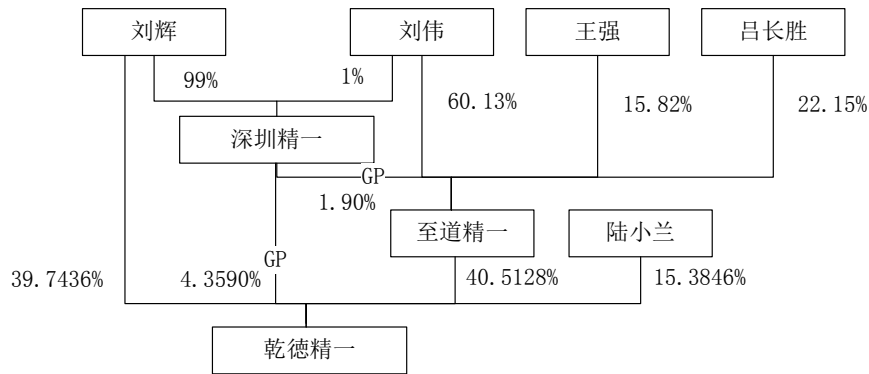 刘辉
刘伟
王强
吕长胜
99%
1%
60.13%
15.82%
22.15%
深圳精一
GP
1.90%
至道精一
陆小兰
GP
39.7436%
4.3590%
40.5128%
15.3846%
乾徳精一